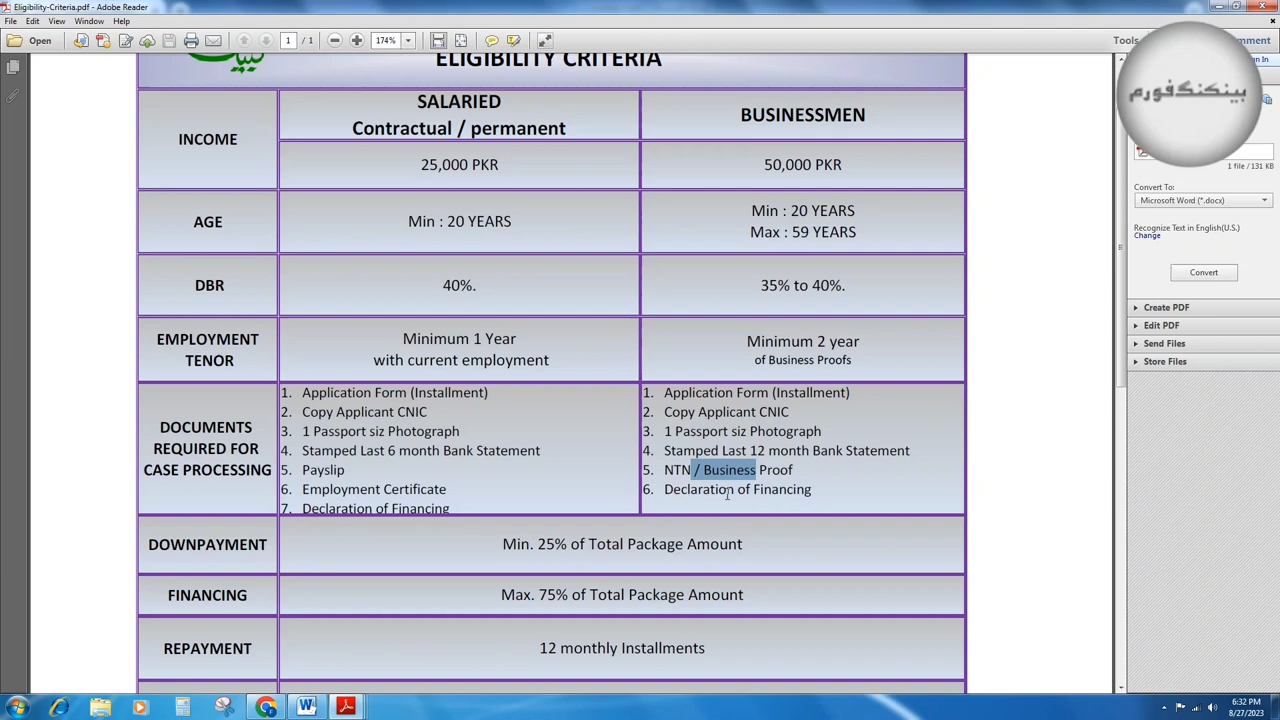 Eligibility-Criteria.pdf - Adobe Reader
File Edit View Window Help
Open
1 / 1
174%
Tools
Comment
بینکنگ فورم
ELIGIBILITY CRITERIA
INCOME
SALARIED
Contractual / permanent
BUSINESSMEN
25,000 PKR
50,000 PKR
AGE
Min : 20 YEARS
Min : 20 YEARS
Max : 59 YEARS
DBR
40%.
35% to 40%.
EMPLOYMENT
TENOR
Minimum 1 Year
with current employment
Minimum 2 year
of Business Proofs
DOCUMENTS
REQUIRED FOR
CASE PROCESSING
1. Application Form (Installment)
2. Copy Applicant CNIC
3. 1 Passport siz Photograph
4. Stamped Last 6 month Bank Statement
5. Payslip
6. Employment Certificate
7. Declaration of Financing
1. Application Form (Installment)
2. Copy Applicant CNIC
3. 1 Passport siz Photograph
4. Stamped Last 12 month Bank Statement
5. NTN / Business Proof
6. Declaration of Financing
DOWNPAYMENT
Min. 25% of Total Package Amount
FINANCING
Max. 75% of Total Package Amount
REPAYMENT
12 monthly Installments
1 file / 131 KB
Convert To:
Microsoft Word (*.docx)
Recognize Text in English(U.S.)
Change
Convert
Create PDF
Edit PDF
Send Files
Store Files
6:32 PM
8/27/2023